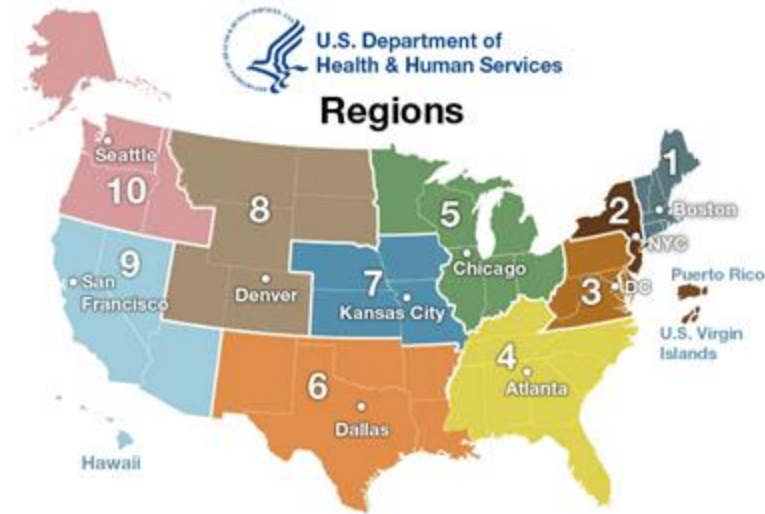 U.S. Department of
Health & Human Services
Regions
Seattle
10
8
5
1
2
Boston
NYC
9
San
Francisco
Denver
7
Kansas City
Chicago
3
DC
Puerto Rico
U.S. Virgin
Islands
6
Dallas
4
Atlanta
Hawaii